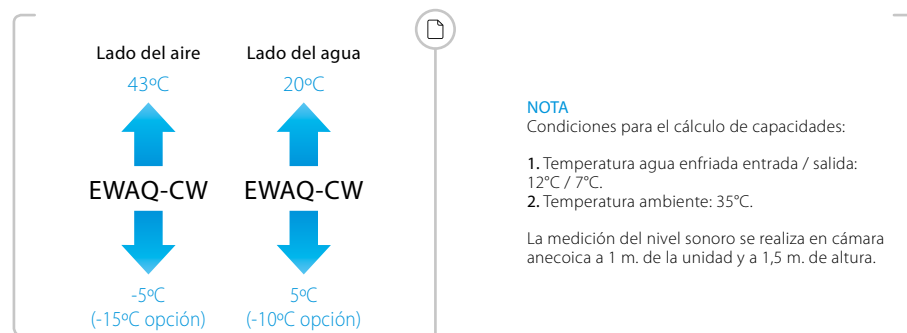 Lado del aire
43ºC
EWAQ-CW
-5ºC
(-15ºC opción)
Lado del agua
20ºC
EWAQ-CW
5ºC
(-10ºC opción)
NOTA
Condiciones para el cálculo de capacidades:
1. Temperatura agua enfriada entrada / salida:
12°C / 7°C.
2. Temperatura ambiente: 35°C.
La medición del nivel sonoro se realiza en cámara
anecoica a 1 m. de la unidad y a 1,5 m. de altura.